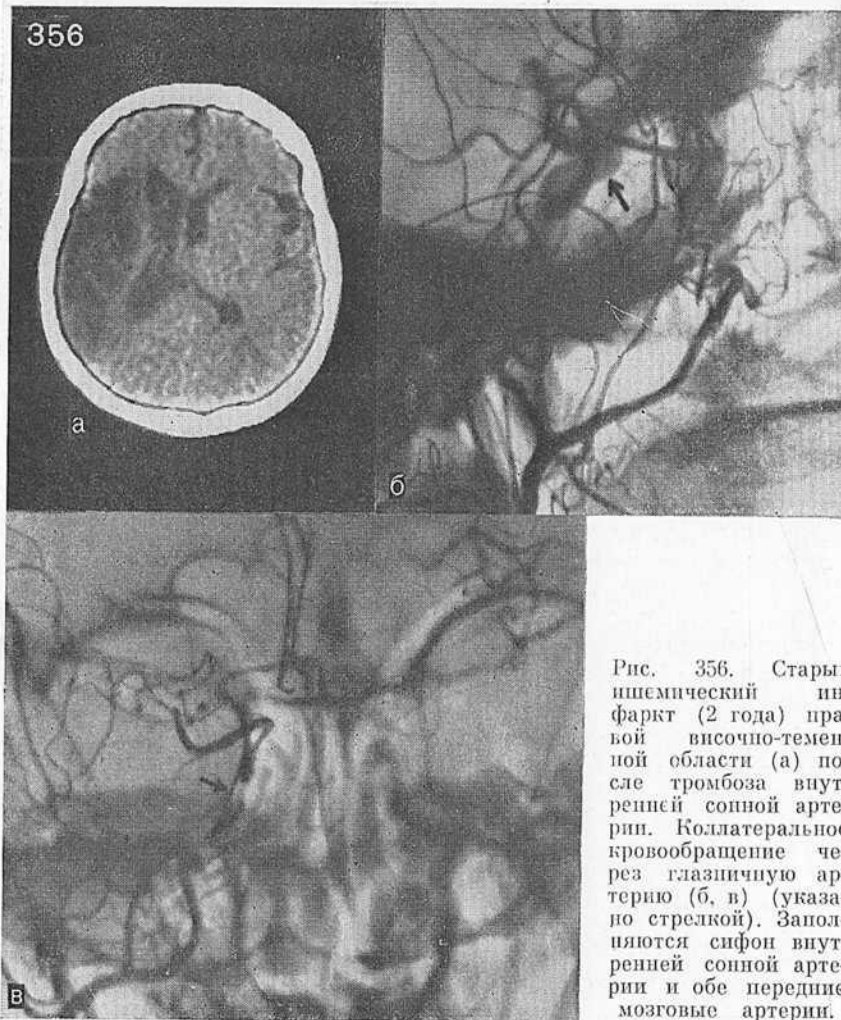 356
а
б
в
Рис. 356. Стары
ишемический ин
фаркт (2 года) пра
вой височно-темен
ной области (а) по
сле тромбоза внут
ренней сонной арте
рии. Коллатеральное
кровообращение че
рез глазничную ар
терию (б, в) (указа
но стрелкой). Запол
няются сифон внут
ренней сонной арте
рии и обе передние
мозговые артерии.